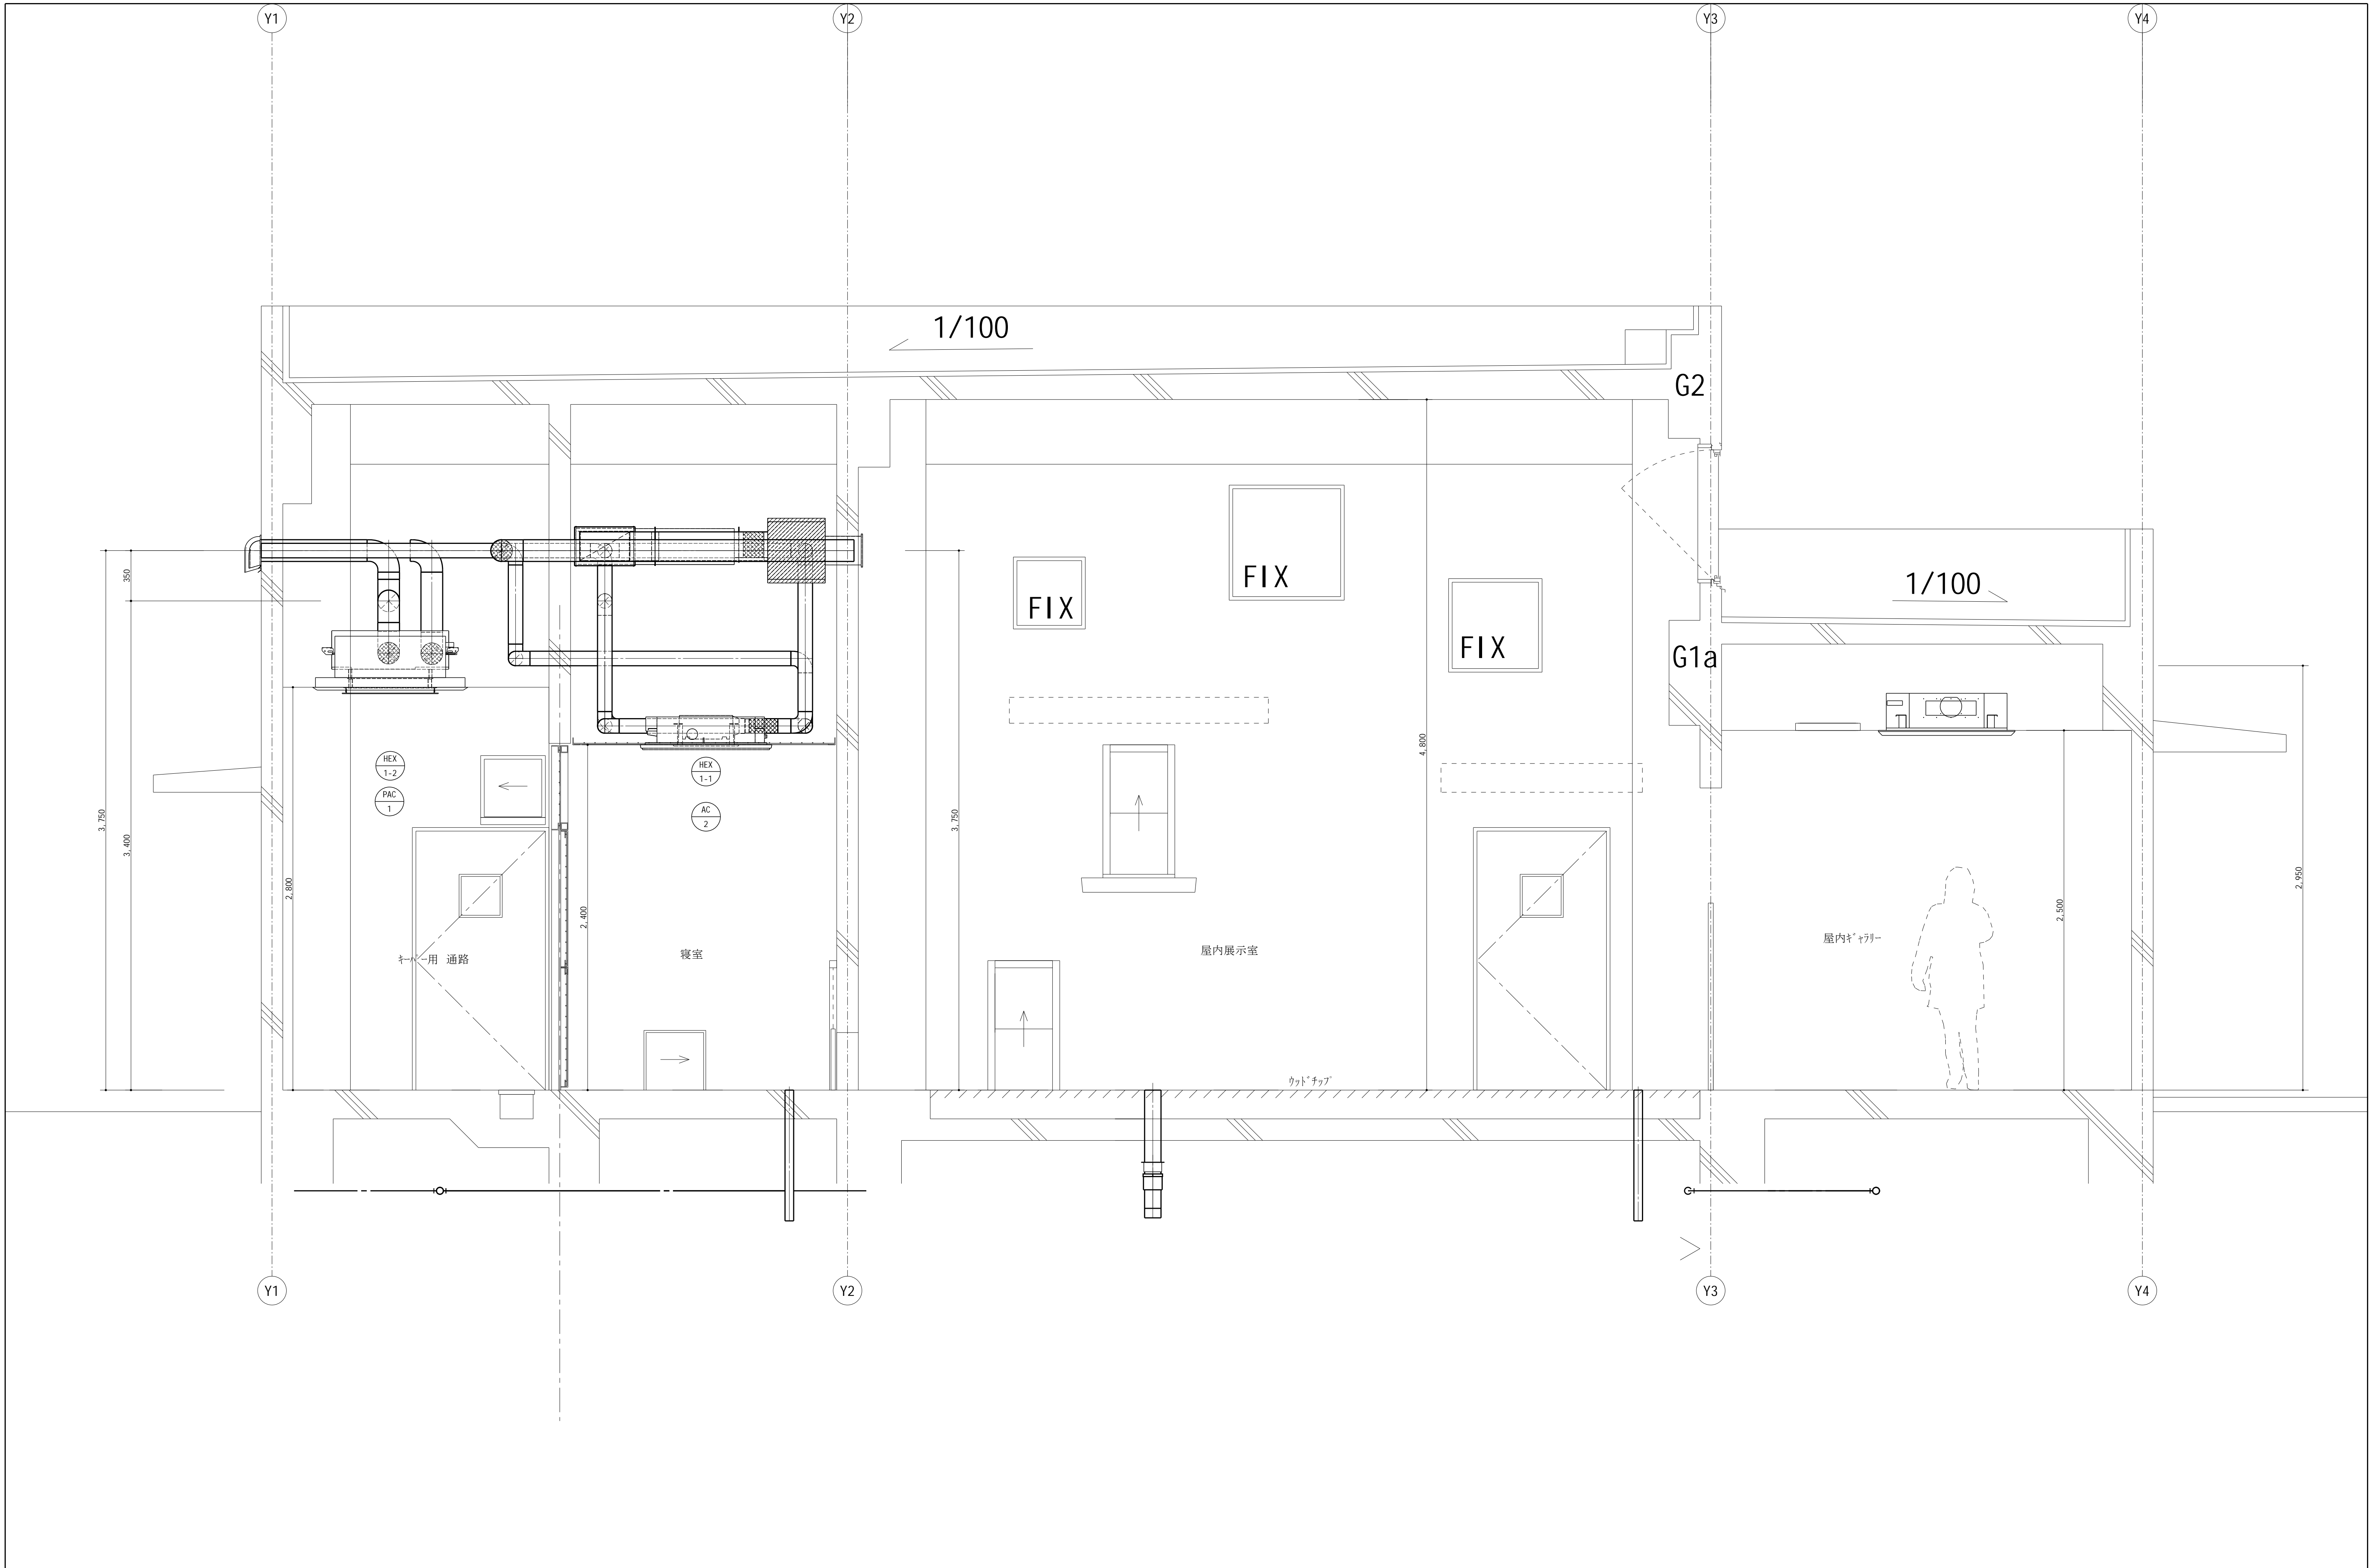 Y1
Y2
Y3
Y4
1/100
G2
350
FIX
FIX
FIX
1/100
G1a
HEX
1-2
PAC
1
HEX
1-1
AC
2
3,750
3,400
2,800
2,400
3,750
4,800
2,500
2,950
ｷｰﾊﾟｰ用 通路
寝室
屋内展示室
屋内ｷﾞｬﾗﾘｰ
ｳｯﾄﾞﾁｯﾌﾟ
Y1
Y2
Y3
Y4